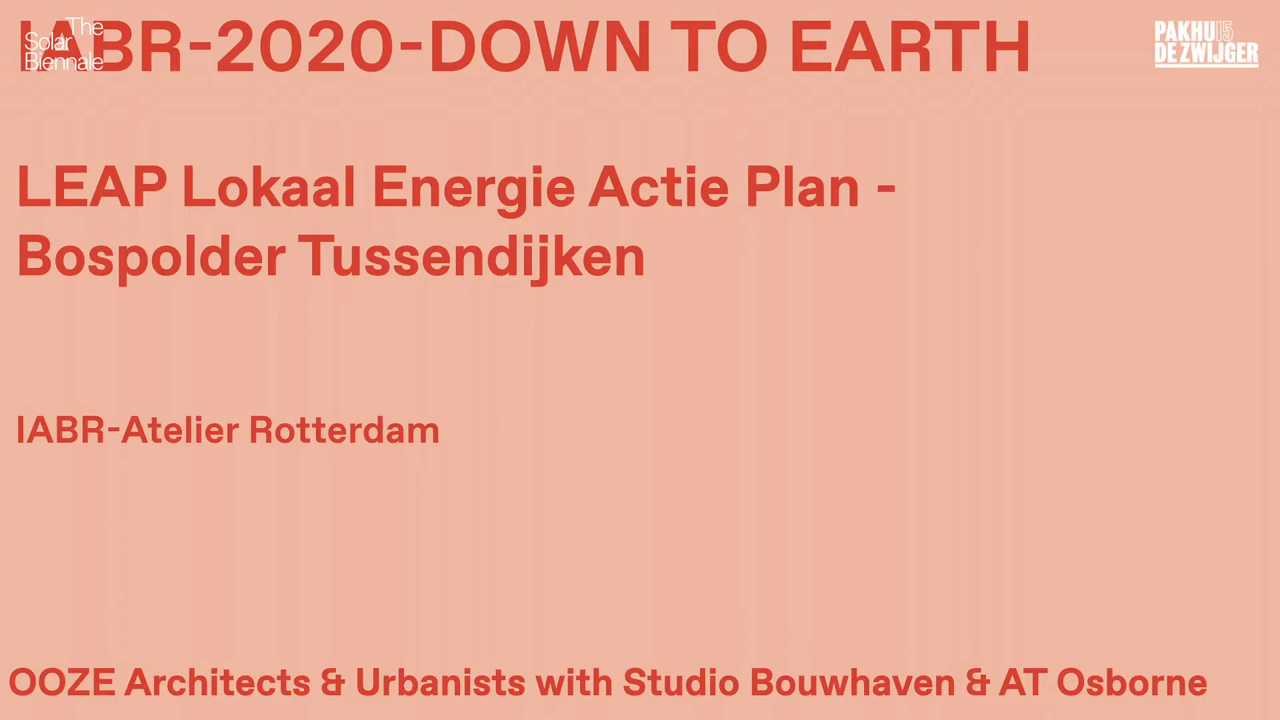 IABR-2020-DOWN TO EARTH
The
Solar
Biennale
PAKHUIS
DE ZWIJGER
LEAP Lokaal Energie Actie Plan -
Bospolder Tussendijken
IABR-Atelier Rotterdam
OOZE Architects & Urbanists with Studio Bouwhaven & AT Osborne